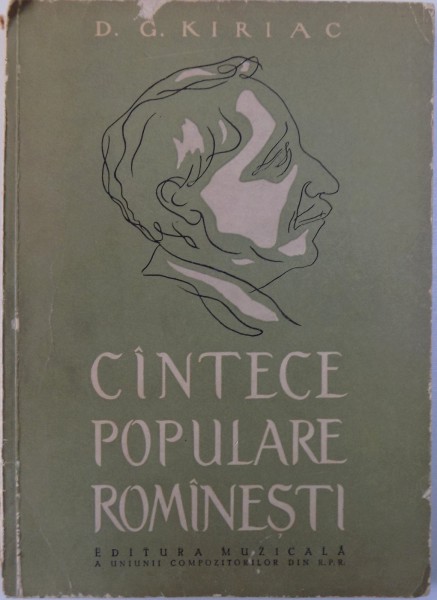 D. G. KIRIAC
CÎNTECE
POPULARE
ROMÎNEȘTI
EDITURA MUZICALĂ
A UNIUNII COMPOZITORILOR DIN R.P.R.